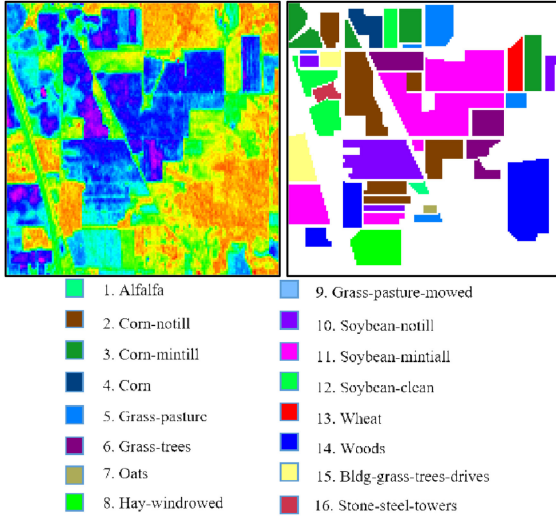 1. Alfalfa
2. Corn-notill
3. Corn-mintill
4. Corn
5. Grass-pasture
6. Grass-trees
7. Oats
8. Hay-windrowed
9. Grass-pasture-mowed
10. Soybean-notill
11. Soybean-mintiall
12. Soybean-clean
13. Wheat
14. Woods
15. Bldg-grass-trees-drives
16. Stone-steel-towers